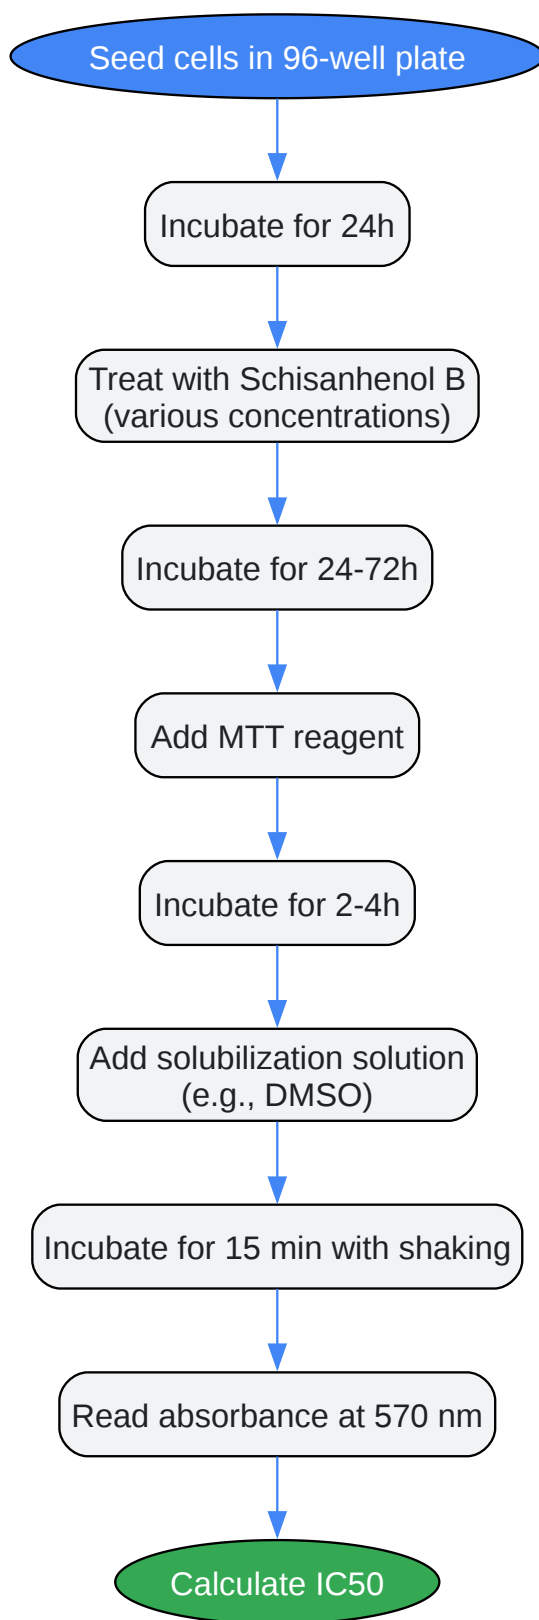 Seed cells in 96-well plate
Incubate for 24h
Treat with Schisanhenol B
(various concentrations)
Incubate for 24-72h
Add MTT reagent
Incubate for 2-4h
Add solubilization solution
(e.g., DMSO)
Incubate for 15 min with shaking
Read absorbance at 570 nm
Calculate IC50